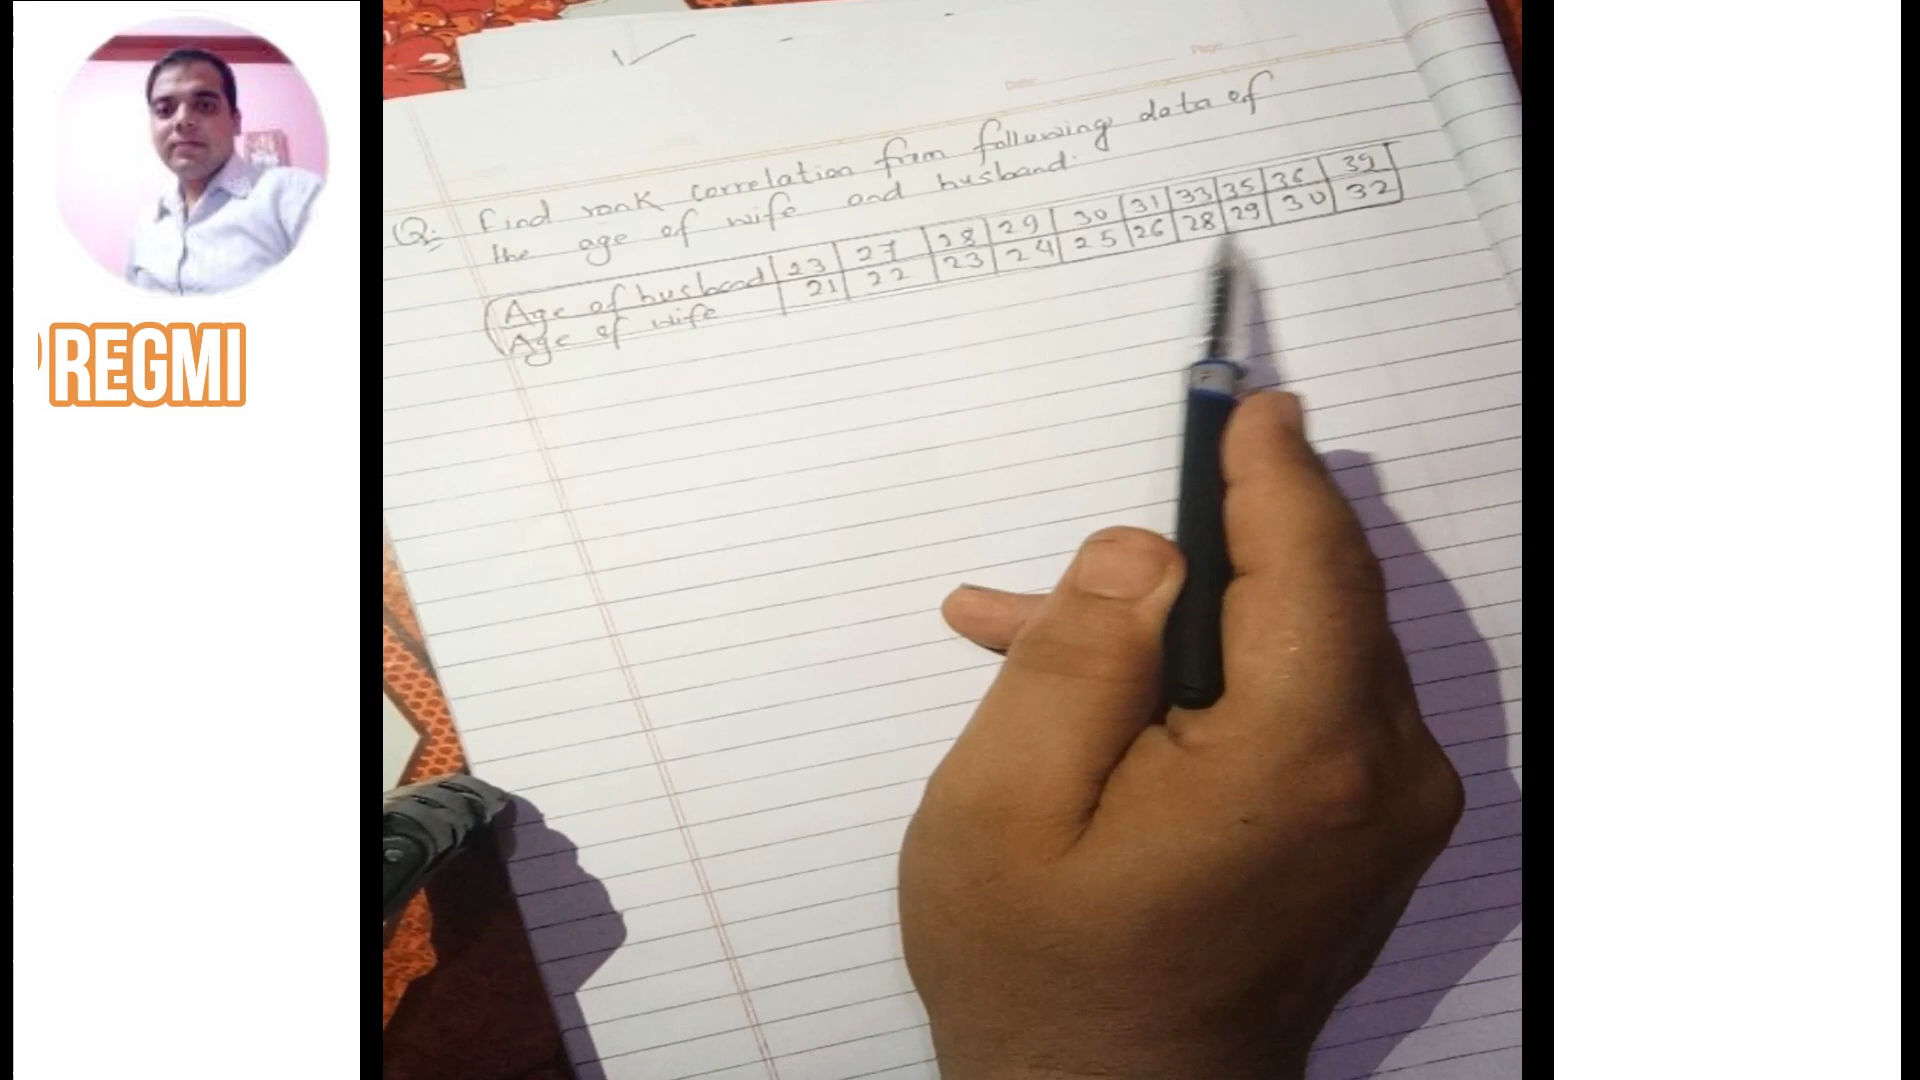 REGMI
Date:
Page:
Q:- find rank correlation from following data of
the age of wife and husband.
Age of husband 23 27 28 29 30 31 33 35 36 39
Age of wife 21 22 23 24 25 26 28 29 30 32